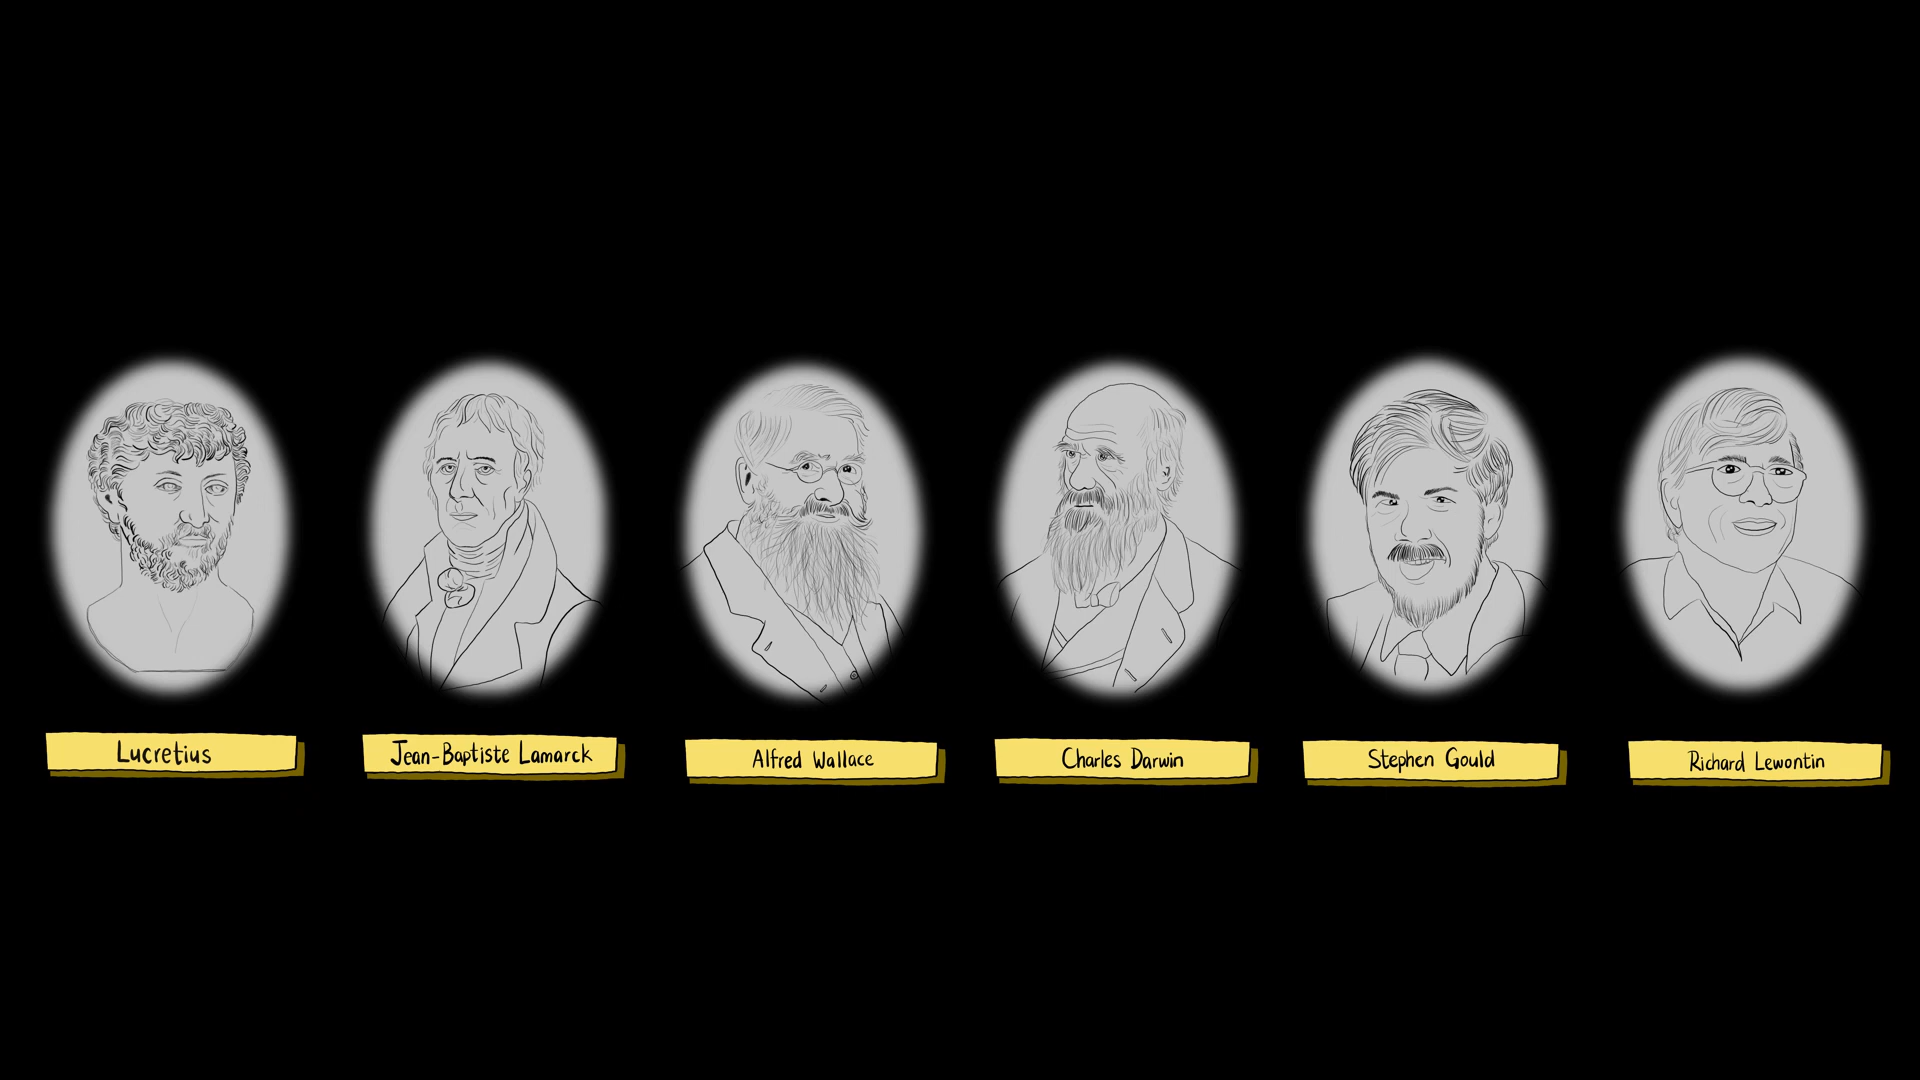 Lucretius
Jean-Baptiste Lamarck
Alfred Wallace
Charles Darwin
Stephen Gould
Richard Lewontin